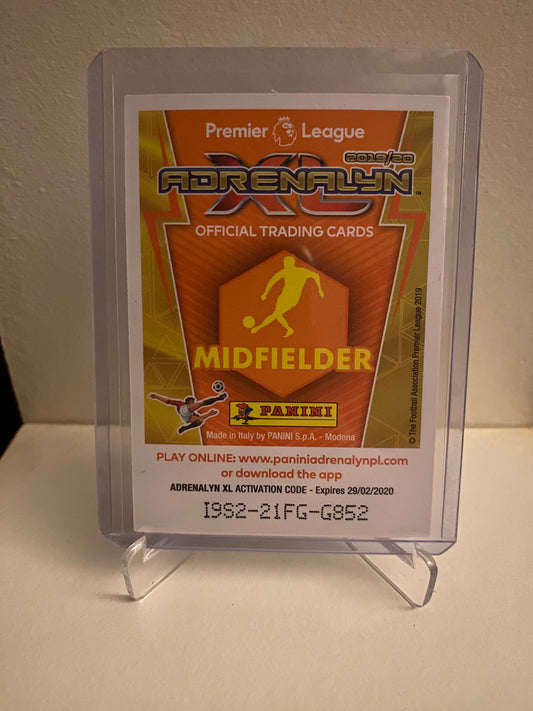 Premier League
2019/20
ADRENALYN XL™
OFFICIAL TRADING CARDS
MIDFIELDER
PANINI
Made in Italy by PANINI S.p.A. - Modena
© The Football Association Premier League 2019
PLAY ONLINE: www.paniniadrenalynpl.com
or download the app
ADRENALYN XL ACTIVATION CODE - Expires 29/02/2020
I9S2-21FG-G852